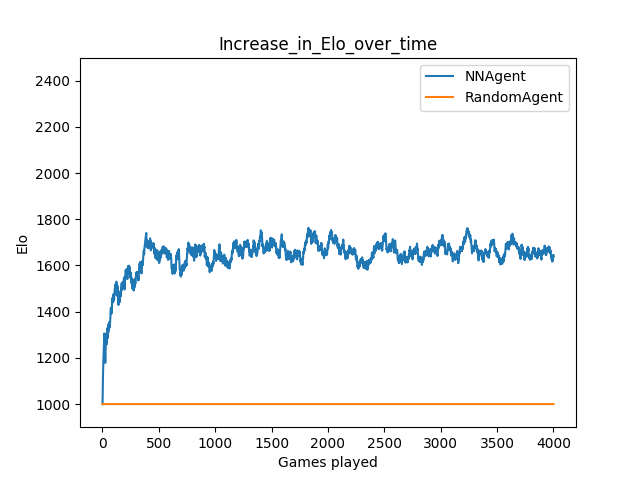 Increase_in_Elo_over_time
NNAgent
RandomAgent
Elo
2400
2200
2000
1800
1600
1400
1200
1000
0 500 1000 1500 2000 2500 3000 3500 4000
Games played